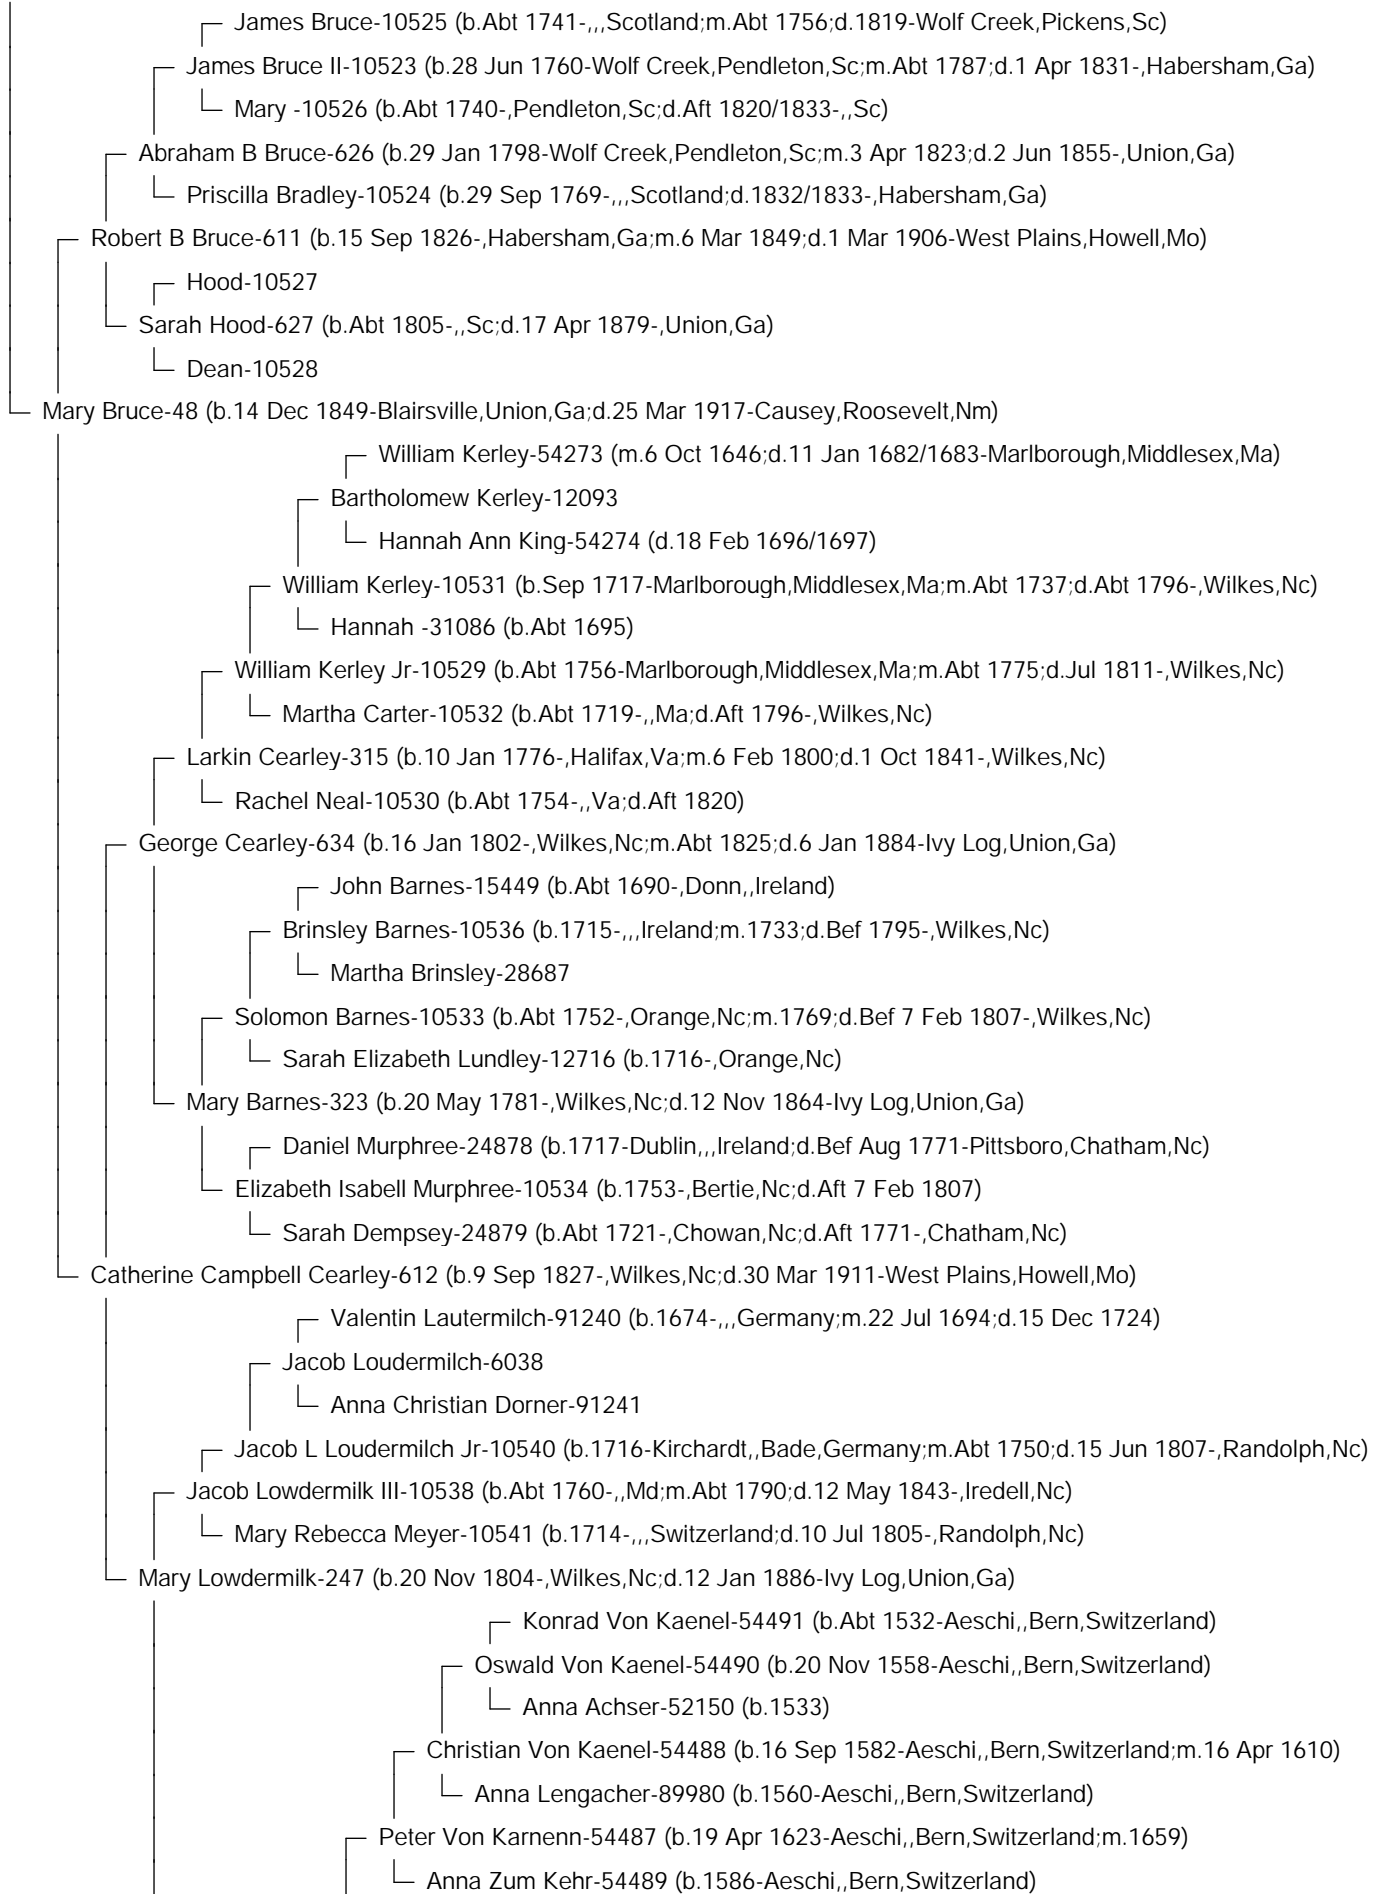 James Bruce-10525 (b.Abt 1741-,,,Scotland;m.Abt 1756;d.1819-Wolf Creek,Pickens,Sc)
James Bruce II-10523 (b.28 Jun 1760-Wolf Creek,Pendleton,Sc;m.Abt 1787;d.1 Apr 1831-,Habersham,Ga)
Mary -10526 (b.Abt 1740-,Pendleton,Sc;d.Aft 1820/1833-,,Sc)
Abraham B Bruce-626 (b.29 Jan 1798-Wolf Creek,Pendleton,Sc;m.3 Apr 1823;d.2 Jun 1855-,Union,Ga)
Priscilla Bradley-10524 (b.29 Sep 1769-,,,Scotland;d.1832/1833-,Habersham,Ga)
Robert B Bruce-611 (b.15 Sep 1826-,Habersham,Ga;m.6 Mar 1849;d.1 Mar 1906-West Plains,Howell,Mo)
Hood-10527
Sarah Hood-627 (b.Abt 1805-,,Sc;d.17 Apr 1879-,Union,Ga)
Dean-10528
Mary Bruce-48 (b.14 Dec 1849-Blairsville,Union,Ga;d.25 Mar 1917-Causey,Roosevelt,Nm)
William Kerley-54273 (m.6 Oct 1646;d.11 Jan 1682/1683-Marlborough,Middlesex,Ma)
Bartholomew Kerley-12093
Hannah Ann King-54274 (d.18 Feb 1696/1697)
William Kerley-10531 (b.Sep 1717-Marlborough,Middlesex,Ma;m.Abt 1737;d.Abt 1796-,Wilkes,Nc)
Hannah -31086 (b.Abt 1695)
William Kerley Jr-10529 (b.Abt 1756-Marlborough,Middlesex,Ma;m.Abt 1775;d.Jul 1811-,Wilkes,Nc)
Martha Carter-10532 (b.Abt 1719-,,Ma;d.Aft 1796-,Wilkes,Nc)
Larkin Cearley-315 (b.10 Jan 1776-,Halifax,Va;m.6 Feb 1800;d.1 Oct 1841-,Wilkes,Nc)
Rachel Neal-10530 (b.Abt 1754-,,Va;d.Aft 1820)
George Cearley-634 (b.16 Jan 1802-,Wilkes,Nc;m.Abt 1825;d.6 Jan 1884-Ivy Log,Union,Ga)
John Barnes-15449 (b.Abt 1690-,Donn,,Ireland)
Brinsley Barnes-10536 (b.1715-,,,Ireland;m.1733;d.Bef 1795-,Wilkes,Nc)
Martha Brinsley-28687
Solomon Barnes-10533 (b.Abt 1752-,Orange,Nc;m.1769;d.Bef 7 Feb 1807-,Wilkes,Nc)
Sarah Elizabeth Lundley-12716 (b.1716-,Orange,Nc)
Mary Barnes-323 (b.20 May 1781-,Wilkes,Nc;d.12 Nov 1864-Ivy Log,Union,Ga)
Daniel Murphree-24878 (b.1717-Dublin,,,Ireland;d.Bef Aug 1771-Pittsboro,Chatham,Nc)
Elizabeth Isabell Murphree-10534 (b.1753-,Bertie,Nc;d.Aft 7 Feb 1807)
Sarah Dempsey-24879 (b.Abt 1721-,Chowan,Nc;d.Aft 1771-,Chatham,Nc)
Catherine Campbell Cearley-612 (b.9 Sep 1827-,Wilkes,Nc;d.30 Mar 1911-West Plains,Howell,Mo)
Valentin Lautermilch-91240 (b.1674-,,,Germany;m.22 Jul 1694;d.15 Dec 1724)
Jacob Loudermilch-6038
Anna Christian Dorner-91241
Jacob L Loudermilch Jr-10540 (b.1716-Kirchardt,,Bade,Germany;m.Abt 1750;d.15 Jun 1807-,Randolph,Nc)
Jacob Lowdermilk III-10538 (b.Abt 1760-,,Md;m.Abt 1790;d.12 May 1843-,Iredell,Nc)
Mary Rebecca Meyer-10541 (b.1714-,,,Switzerland;d.10 Jul 1805-,Randolph,Nc)
Mary Lowdermilk-247 (b.20 Nov 1804-,Wilkes,Nc;d.12 Jan 1886-Ivy Log,Union,Ga)
Konrad Von Kaenel-54491 (b.Abt 1532-Aeschi,,Bern,Switzerland)
Oswald Von Kaenel-54490 (b.20 Nov 1558-Aeschi,,Bern,Switzerland)
Anna Achser-52150 (b.1533)
Christian Von Kaenel-54488 (b.16 Sep 1582-Aeschi,,Bern,Switzerland;m.16 Apr 1610)
Anna Lengacher-89980 (b.1560-Aeschi,,Bern,Switzerland)
Peter Von Karnenn-54487 (b.19 Apr 1623-Aeschi,,Bern,Switzerland;m.1659)
Anna Zum Kehr-54489 (b.1586-Aeschi,,Bern,Switzerland)